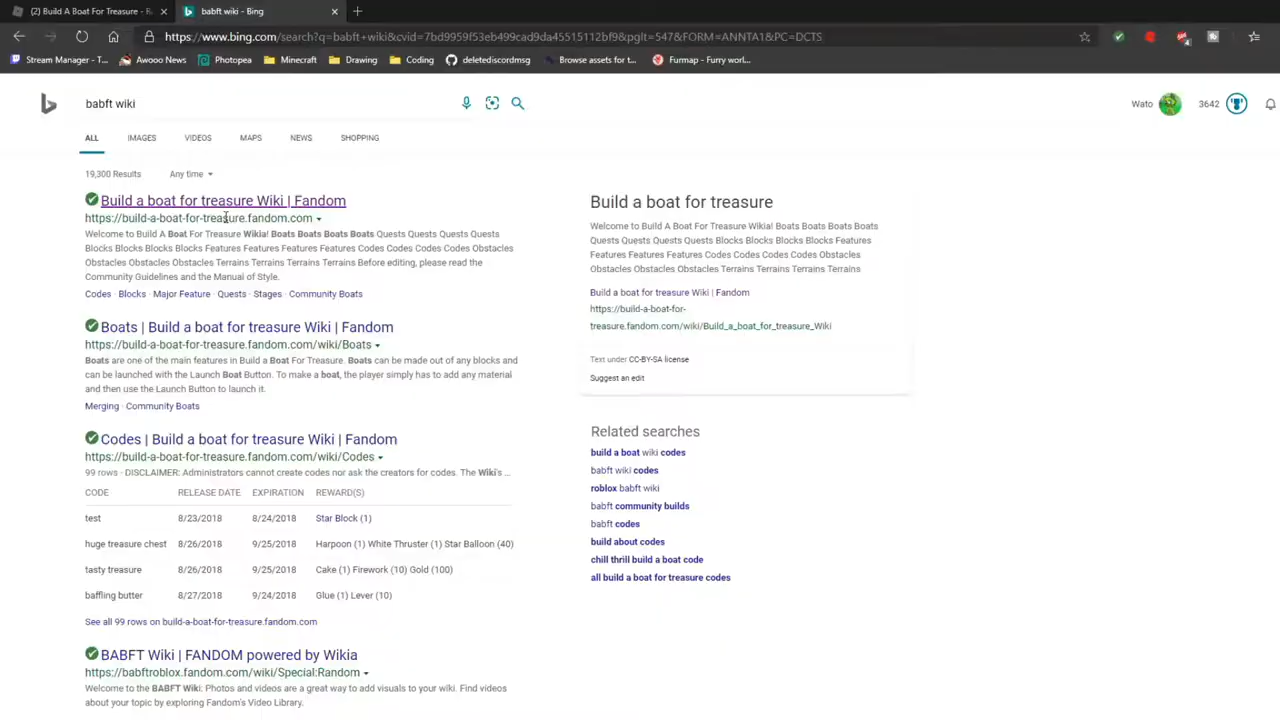 (2) Build A Boat For Treasure - R
babft wiki - Bing
https://www.bing.com/search?q=babft+wiki&cvid=7bd9959f53eb499cad9da45515112bf9&pglt=547&FORM=ANNTA1&PC=DCTS
Stream Manager - T...
Awooo News
Photopea
Minecraft
Drawing
Coding
deletediscordmsg
Browse assets for t...
Furmap - Furry worl...
babft wiki
Wato
3642
ALL
IMAGES
VIDEOS
MAPS
NEWS
SHOPPING
19,300 Results
Any time
Build a boat for treasure Wiki | Fandom
https://build-a-boat-for-treasure.fandom.com
Welcome to Build A Boat For Treasure Wikia! Boats Boats Boats Boats Quests Quests Quests Quests
Blocks Blocks Blocks Blocks Features Features Features Features Codes Codes Codes Codes Obstacles
Obstacles Obstacles Obstacles Terrains Terrains Terrains Terrains Before editing, please read the
Community Guidelines and the Manual of Style.
Codes · Blocks · Major Feature · Quests · Stages · Community Boats
Boats | Build a boat for treasure Wiki | Fandom
https://build-a-boat-for-treasure.fandom.com/wiki/Boats
Boats are one of the main features in Build a Boat For Treasure. Boats can be made out of any blocks and
can be launched with the Launch Boat Button. To make a boat, the player simply has to add any material
and then use the Launch Button to launch it.
Merging · Community Boats
Codes | Build a boat for treasure Wiki | Fandom
https://build-a-boat-for-treasure.fandom.com/wiki/Codes
99 rows · DISCLAIMER: Administrators cannot create codes nor ask the creators for codes. The Wiki's ...
CODE RELEASE DATE EXPIRATION REWARD(S)
test 8/23/2018 8/24/2018 Star Block (1)
huge treasure chest 8/26/2018 9/25/2018 Harpoon (1) White Thruster (1) Star Balloon (40)
tasty treasure 8/26/2018 9/25/2018 Cake (1) Firework (10) Gold (100)
baffling butter 8/27/2018 9/24/2018 Glue (1) Lever (10)
See all 99 rows on build-a-boat-for-treasure.fandom.com
BABFT Wiki | FANDOM powered by Wikia
https://babftroblox.fandom.com/wiki/Special:Random
Welcome to the BABFT Wiki: Photos and videos are a great way to add visuals to your wiki. Find videos
about your topic by exploring Fandom's Video Library.
Build a boat for treasure
Welcome to Build A Boat For Treasure Wikia! Boats Boats Boats Boats
Quests Quests Quests Quests Blocks Blocks Blocks Blocks Features
Features Features Features Codes Codes Codes Codes Obstacles
Obstacles Obstacles Obstacles Terrains Terrains Terrains Terrains
Build a boat for treasure Wiki | Fandom
https://build-a-boat-for-
treasure.fandom.com/wiki/Build_a_boat_for_treasure_Wiki
Text under CC-BY-SA license
Suggest an edit
Related searches
build a boat wiki codes
babft wiki codes
roblox babft wiki
babft community builds
babft codes
build about codes
chill thrill build a boat code
all build a boat for treasure codes